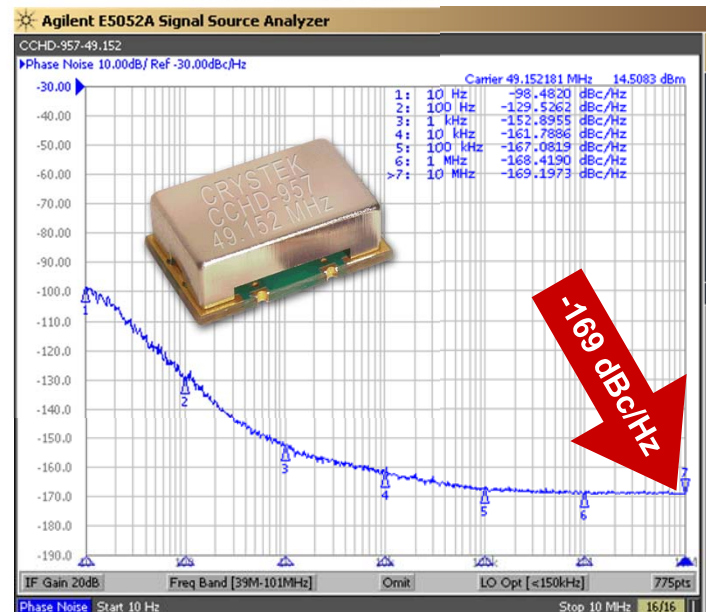 Agilent E5052A Signal Source Analyzer
CCHD-957-49.152
Phase Noise 10.00dB/ Ref -30.00dBc/Hz
Carrier 49.152181 MHz 14.5083 dBm
1: 10 Hz -98.4820 dBc/Hz
2: 100 Hz -129.5262 dBc/Hz
3: 1 kHz -152.8955 dBc/Hz
4: 10 kHz -161.7886 dBc/Hz
5: 100 kHz -167.0819 dBc/Hz
6: 1 MHz -168.4190 dBc/Hz
>7: 10 MHz -169.1973 dBc/Hz
-30.00
-40.00
-50.00
-60.00
-70.00
-80.00
-90.00
-100.0
-110.0
-120.0
-130.0
-140.0
-150.0
-160.0
-170.0
-180.0
-190.0
CRYSTEK
CCHD-957
49.152 MHz
-169 dBc/Hz
1
2
3
4
5
6
7
IF Gain 20dB
Freq Band [39M-101MHz]
Omit
LO Opt [<150kHz]
775pts
Phase Noise Start 10 Hz
Stop 10 MHz 16/16